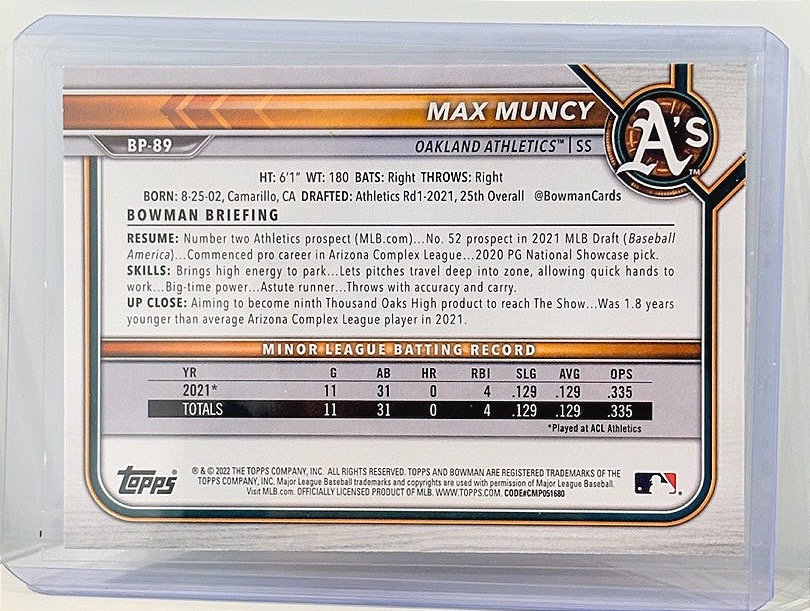 MAX MUNCY
A's
TM
BP-89
OAKLAND ATHLETICS™ | SS
HT: 6'1" WT: 180 BATS: Right THROWS: Right
BORN: 8-25-02, Camarillo, CA DRAFTED: Athletics Rd1-2021, 25th Overall @BowmanCards
BOWMAN BRIEFING
RESUME: Number two Athletics prospect (MLB.com)...No. 52 prospect in 2021 MLB Draft (Baseball
America)...Commenced pro career in Arizona Complex League...2020 PG National Showcase pick.
SKILLS: Brings high energy to park...Lets pitches travel deep into zone, allowing quick hands to
work...Big-time power...Astute runner...Throws with accuracy and carry.
UP CLOSE: Aiming to become ninth Thousand Oaks High product to reach The Show...Was 1.8 years
younger than average Arizona Complex League player in 2021.
MINOR LEAGUE BATTING RECORD
YR G AB HR RBI SLG AVG OPS
2021* 11 31 0 4 .129 .129 .335
TOTALS 11 31 0 4 .129 .129 .335
*Played at ACL Athletics
Topps®
® & © 2022 THE TOPPS COMPANY, INC. ALL RIGHTS RESERVED. TOPPS AND BOWMAN ARE REGISTERED TRADEMARKS OF THE
TOPPS COMPANY, INC. Major League Baseball trademarks and copyrights are used with permission of Major League Baseball.
Visit MLB.com. OFFICIALLY LICENSED PRODUCT OF MLB. WWW.TOPPS.COM. CODE#CMP051680